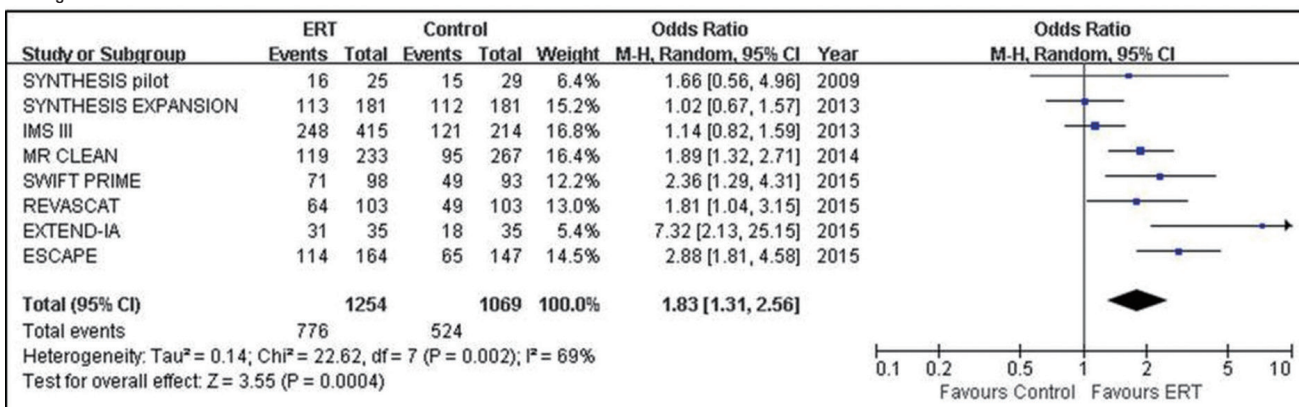 ERT Control Odds Ratio Odds Ratio
Study or Subgroup Events Total Events Total Weight M-H, Random, 95% CI Year M-H, Random, 95% CI
SYNTHESIS pilot 16 25 15 29 6.4% 1.66 [0.56, 4.96] 2009
SYNTHESIS EXPANSION 113 181 112 181 15.2% 1.02 [0.67, 1.57] 2013
IMS III 248 415 121 214 16.8% 1.14 [0.82, 1.59] 2013
MR CLEAN 119 233 95 267 16.4% 1.89 [1.32, 2.71] 2014
SWIFT PRIME 71 98 49 93 12.2% 2.36 [1.29, 4.31] 2015
REVASCAT 64 103 49 103 13.0% 1.81 [1.04, 3.15] 2015
EXTEND-IA 31 35 18 35 5.4% 7.32 [2.13, 25.15] 2015
ESCAPE 114 164 65 147 14.5% 2.88 [1.81, 4.58] 2015
Total (95% CI) 1254 1069 100.0% 1.83 [1.31, 2.56]
Total events 776 524
Heterogeneity: Tau² = 0.14; Chi² = 22.62, df = 7 (P = 0.002); I² = 69%
Test for overall effect: Z = 3.55 (P = 0.0004)
0.1 0.2 0.5 1 2 5 10
Favours Control Favours ERT